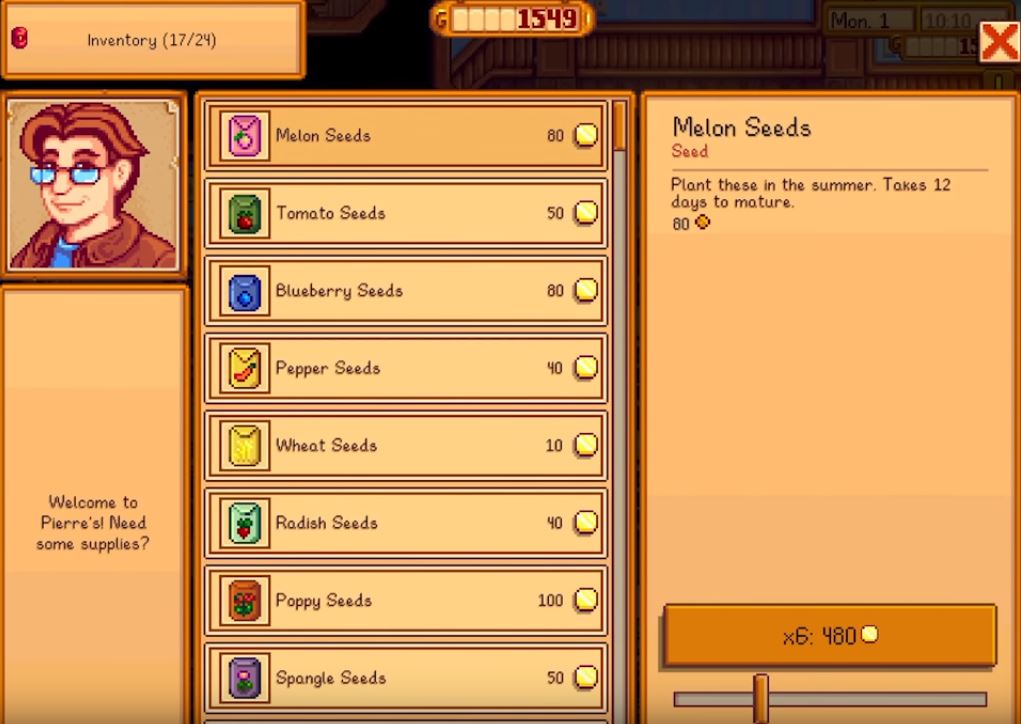 Inventory (17/24)
G 1549
Mon. 1
10:10
G 15
Melon Seeds 80
Tomato Seeds 50
Blueberry Seeds 80
Pepper Seeds 40
Wheat Seeds 10
Radish Seeds 40
Poppy Seeds 100
Spangle Seeds 50
Welcome to
Pierre's! Need
some supplies?
Melon Seeds
Seed
Plant these in the summer. Takes 12
days to mature.
80
x6: 480